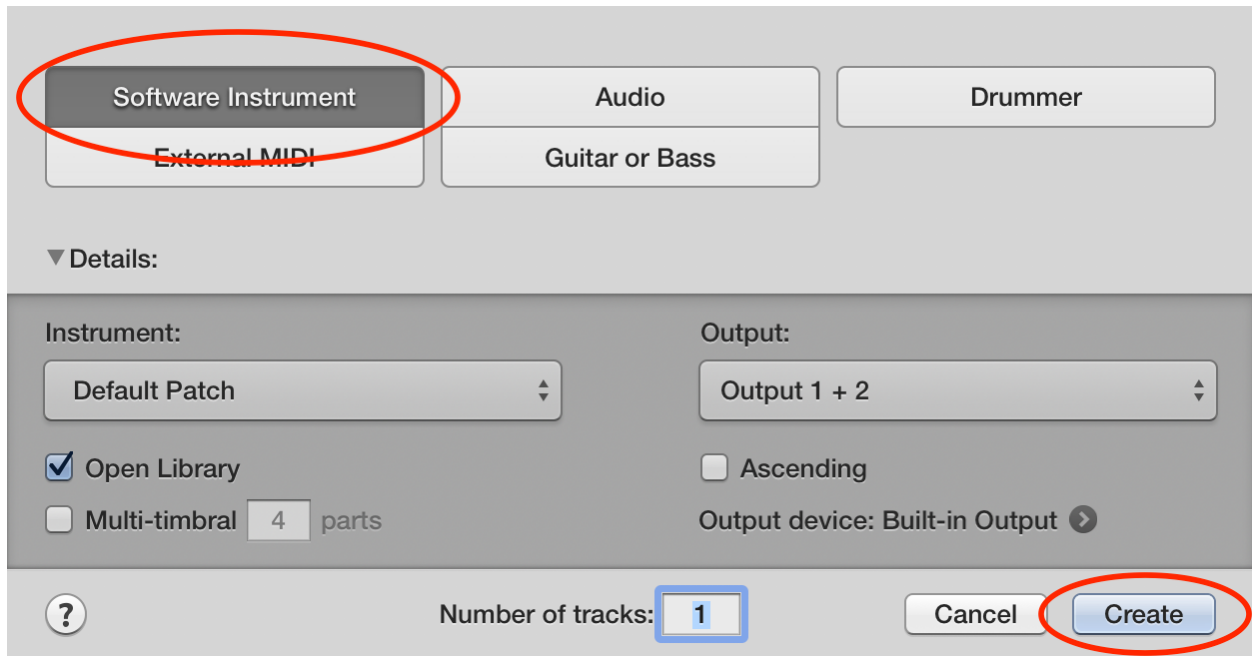 Software Instrument
Audio
Drummer
External MIDI
Guitar or Bass
Details:
Instrument:
Output:
Default Patch
Output 1 + 2
Open Library
Ascending
Multi-timbral 4 parts
Output device: Built-in Output
?
Number of tracks: 1
Cancel
Create